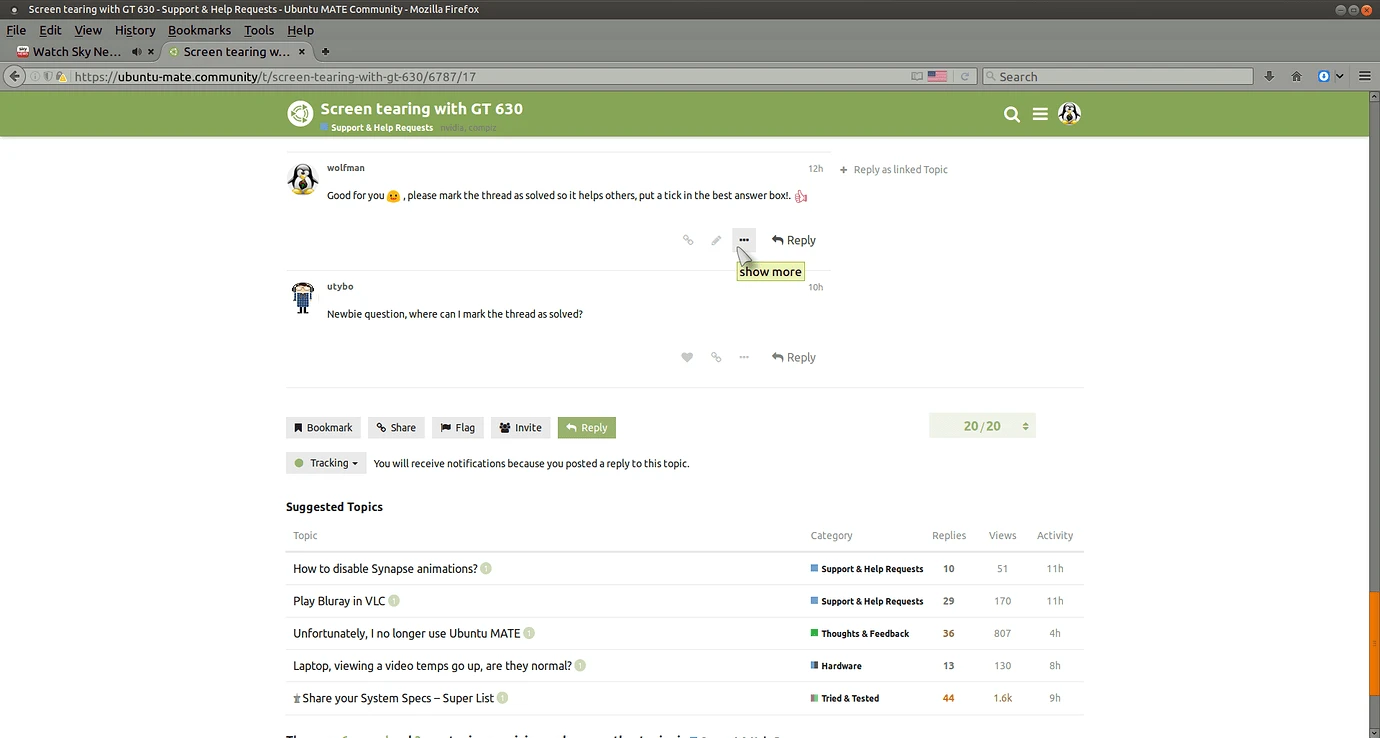 Screen tearing with GT 630 - Support & Help Requests - Ubuntu MATE Community - Mozilla Firefox
File Edit View History Bookmarks Tools Help
Watch Sky Ne... Screen tearing w...
https://ubuntu-mate.community/t/screen-tearing-with-gt-630/6787/17
Search
Screen tearing with GT 630
Support & Help Requests nvidia, compiz
wolfman 12h
Reply as linked Topic
Good for you , please mark the thread as solved so it helps others, put a tick in the best answer box!.
Reply
show more
utybo 10h
Newbie question, where can I mark the thread as solved?
Reply
Bookmark Share Flag Invite Reply
20/20
Tracking You will receive notifications because you posted a reply to this topic.
Suggested Topics
Topic Category Replies Views Activity
How to disable Synapse animations? 1 Support & Help Requests 10 51 11h
Play Bluray in VLC 1 Support & Help Requests 29 170 11h
Unfortunately, I no longer use Ubuntu MATE 1 Thoughts & Feedback 36 807 4h
Laptop, viewing a video temps go up, are they normal? 1 Hardware 13 130 8h
Share your System Specs – Super List 1 Tried & Tested 44 1.6k 9h